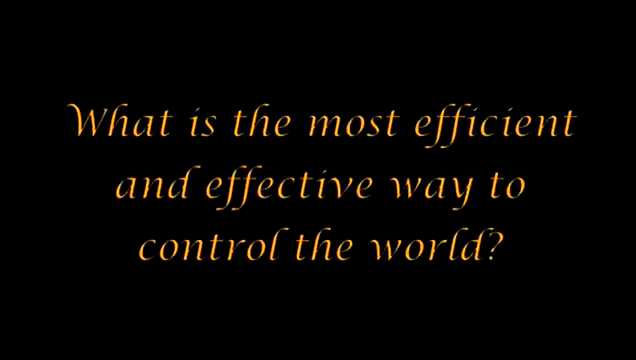 What is the most efficient
and effective way to
control the world?